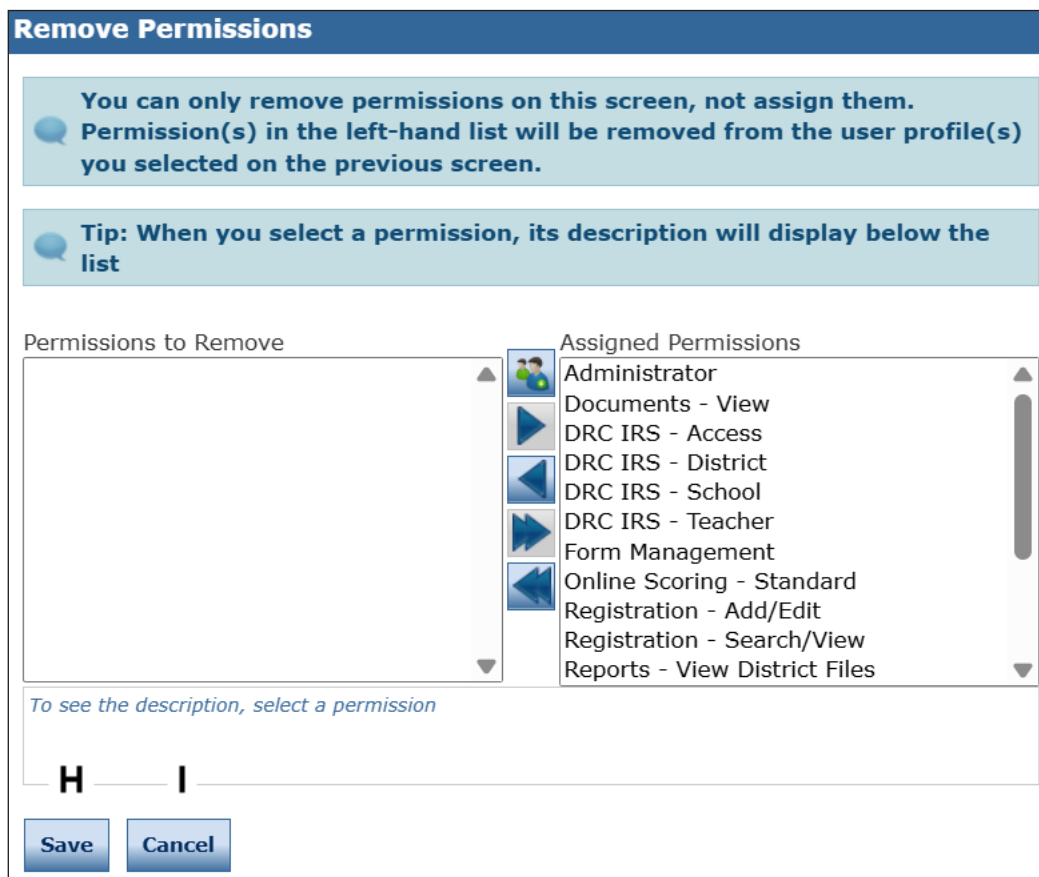 Remove Permissions
You can only remove permissions on this screen, not assign them.
Permission(s) in the left-hand list will be removed from the user profile(s)
you selected on the previous screen.
Tip: When you select a permission, its description will display below the
list
Permissions to Remove
Assigned Permissions
Administrator
Documents - View
DRC IRS - Access
DRC IRS - District
DRC IRS - School
DRC IRS - Teacher
Form Management
Online Scoring - Standard
Registration - Add/Edit
Registration - Search/View
Reports - View District Files
To see the description, select a permission
H I
Save Cancel